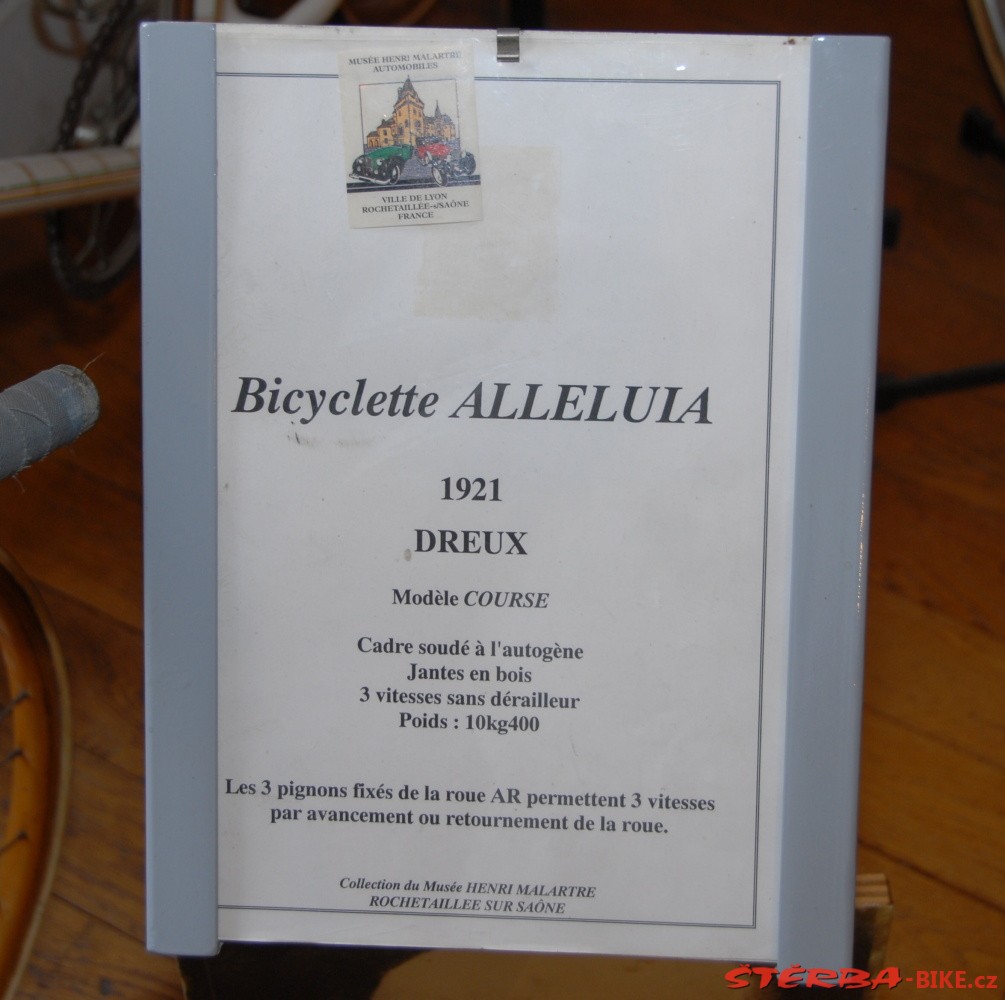 MUSÉE HENRI MALARTRE
AUTOMOBILES
VILLE DE LYON
ROCHETAILLÉE-s/SAÔNE
FRANCE
Bicyclette ALLELUIA
1921
DREUX
Modèle COURSE
Cadre soudé à l'autogène
Jantes en bois
3 vitesses sans dérailleur
Poids : 10kg400
Les 3 pignons fixés de la roue AR permettent 3 vitesses
par avancement ou retournement de la roue.
Collection du Musée HENRI MALARTRE
ROCHETAILLEE SUR SAÔNE
ŠTĚRBA-BIKE.cz